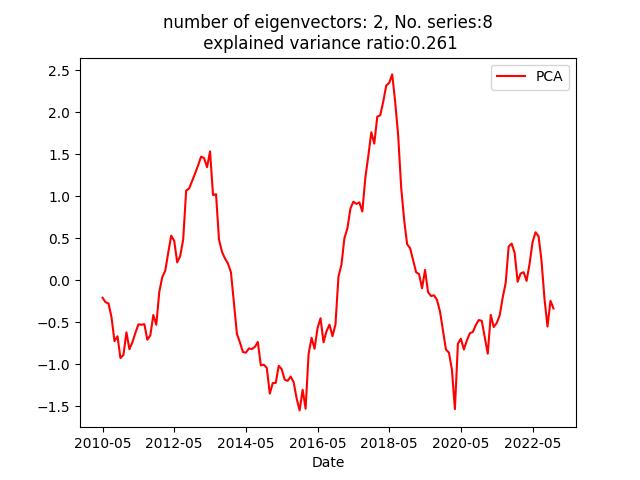 number of eigenvectors: 2, No. series:8
explained variance ratio:0.261
PCA
2.5
2.0
1.5
1.0
0.5
0.0
−0.5
−1.0
−1.5
2010-05 2012-05 2014-05 2016-05 2018-05 2020-05 2022-05
Date